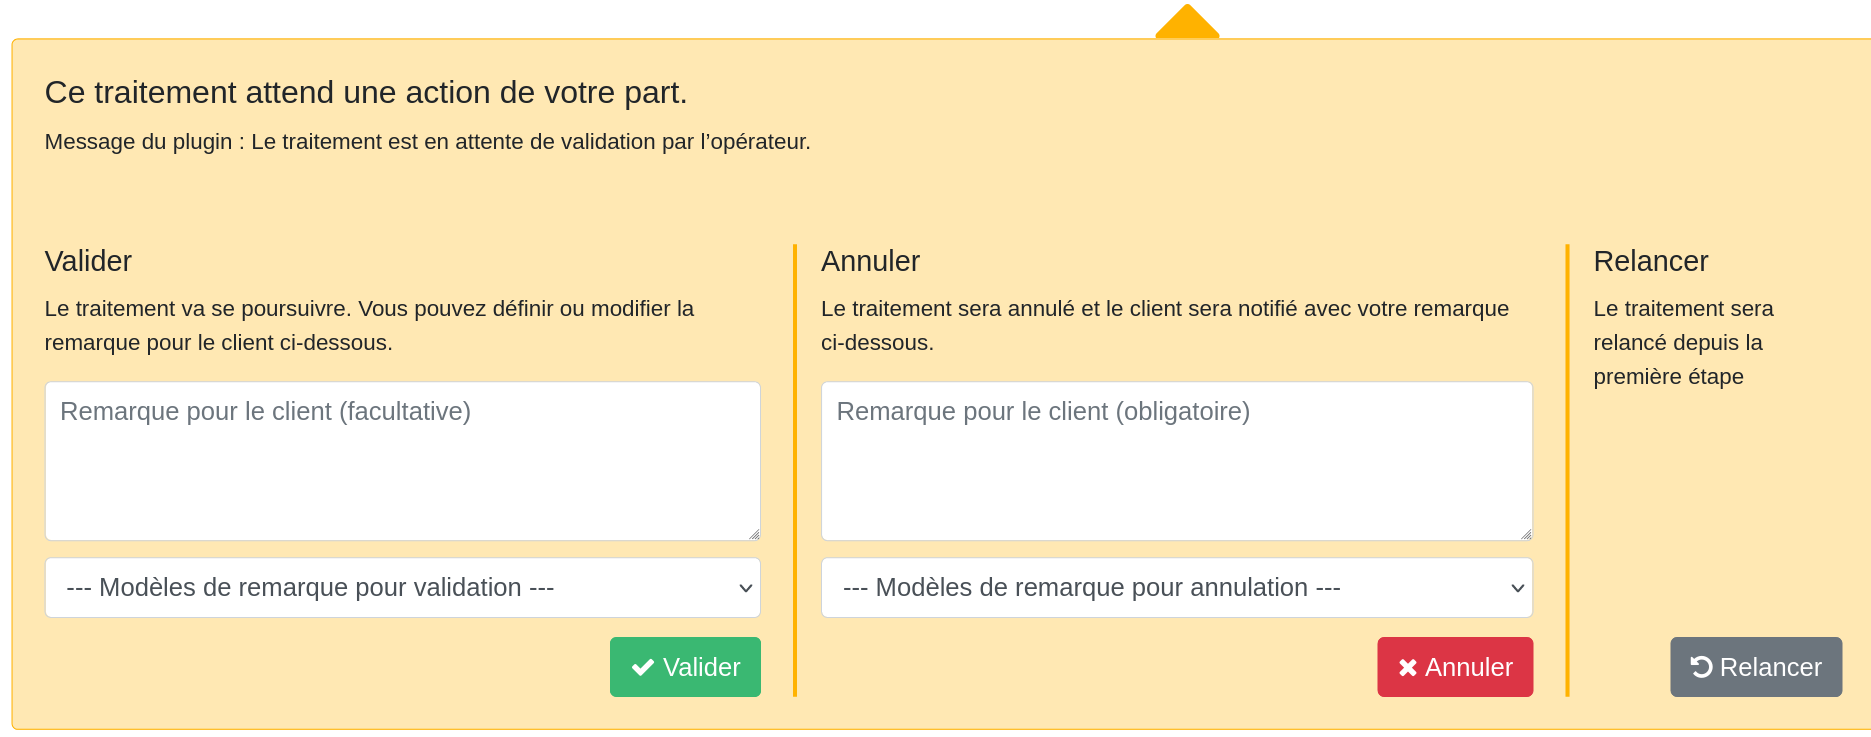 Ce traitement attend une action de votre part.
Message du plugin : Le traitement est en attente de validation par l’opérateur.
Valider
Le traitement va se poursuivre. Vous pouvez définir ou modifier la
remarque pour le client ci-dessous.
Remarque pour le client (facultative)
--- Modèles de remarque pour validation ---
Valider
Annuler
Le traitement sera annulé et le client sera notifié avec votre remarque
ci-dessous.
Remarque pour le client (obligatoire)
--- Modèles de remarque pour annulation ---
Annuler
Relancer
Le traitement sera
relancé depuis la
première étape
Relancer